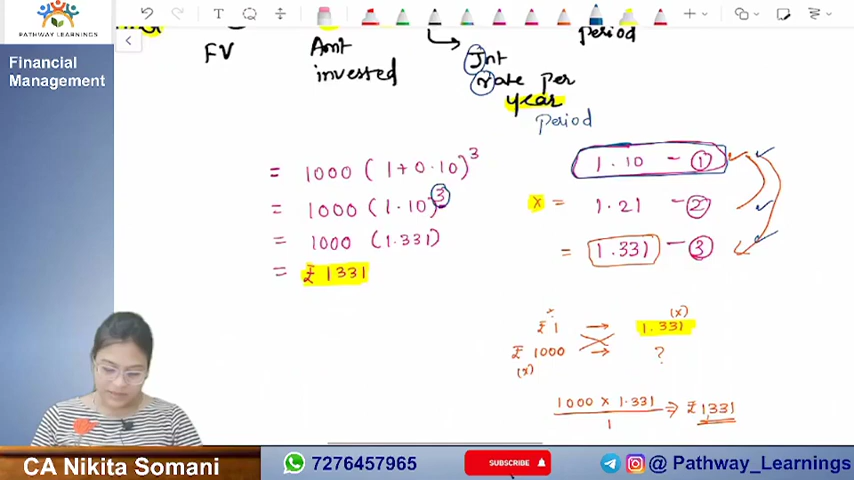 PATHWAY LEARNINGS
Financial
Management
FV
Amt
invested
Int
rate per
year
Period
period
= 1000 ( 1 + 0.10 )³
= 1000 ( 1.10 )³
= 1000 ( 1.331 )
= ₹ 1331
1.10 - 1
x = 1.21 - 2
= 1.331 - 3
(x)
₹ 1 → 1.331
₹ 1000 → ?
(x)
1000 x 1.331 ⇒ ₹ 1331
1
CA Nikita Somani
7276457965
SUBSCRIBE
@ Pathway_Learnings